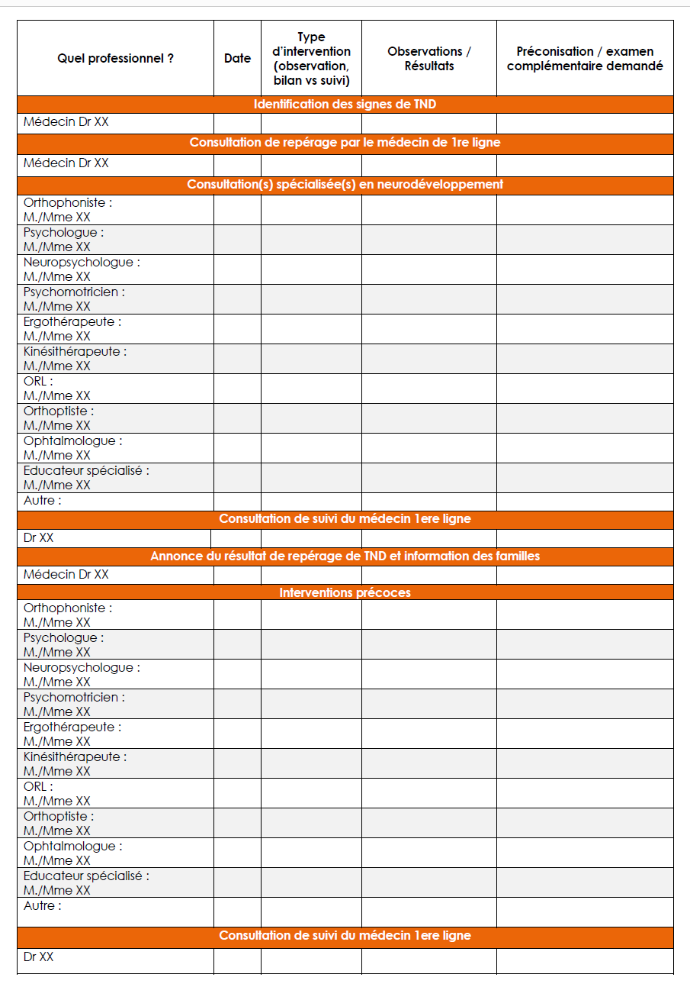 Quel professionnel ?
Date
Type
d'intervention
(observation,
bilan vs suivi)
Observations /
Résultats
Préconisation / examen
complémentaire demandé
Identification des signes de TND
Médecin Dr XX
Consultation de repérage par le médecin de 1re ligne
Médecin Dr XX
Consultation(s) spécialisée(s) en neurodéveloppement
Orthophoniste :
M./Mme XX
Psychologue :
M./Mme XX
Neuropsychologue :
M./Mme XX
Psychomotricien :
M./Mme XX
Ergothérapeute :
M./Mme XX
Kinésithérapeute :
M./Mme XX
ORL :
M./Mme XX
Orthoptiste :
M./Mme XX
Ophtalmologue :
M./Mme XX
Educateur spécialisé :
M./Mme XX
Autre :
Consultation de suivi du médecin 1ere ligne
Dr XX
Annonce du résultat de repérage de TND et information des familles
Médecin Dr XX
Interventions précoces
Orthophoniste :
M./Mme XX
Psychologue :
M./Mme XX
Neuropsychologue :
M./Mme XX
Psychomotricien :
M./Mme XX
Ergothérapeute :
M./Mme XX
Kinésithérapeute :
M./Mme XX
ORL :
M./Mme XX
Orthoptiste :
M./Mme XX
Ophtalmologue :
M./Mme XX
Educateur spécialisé :
M./Mme XX
Autre :
Consultation de suivi du médecin 1ere ligne
Dr XX